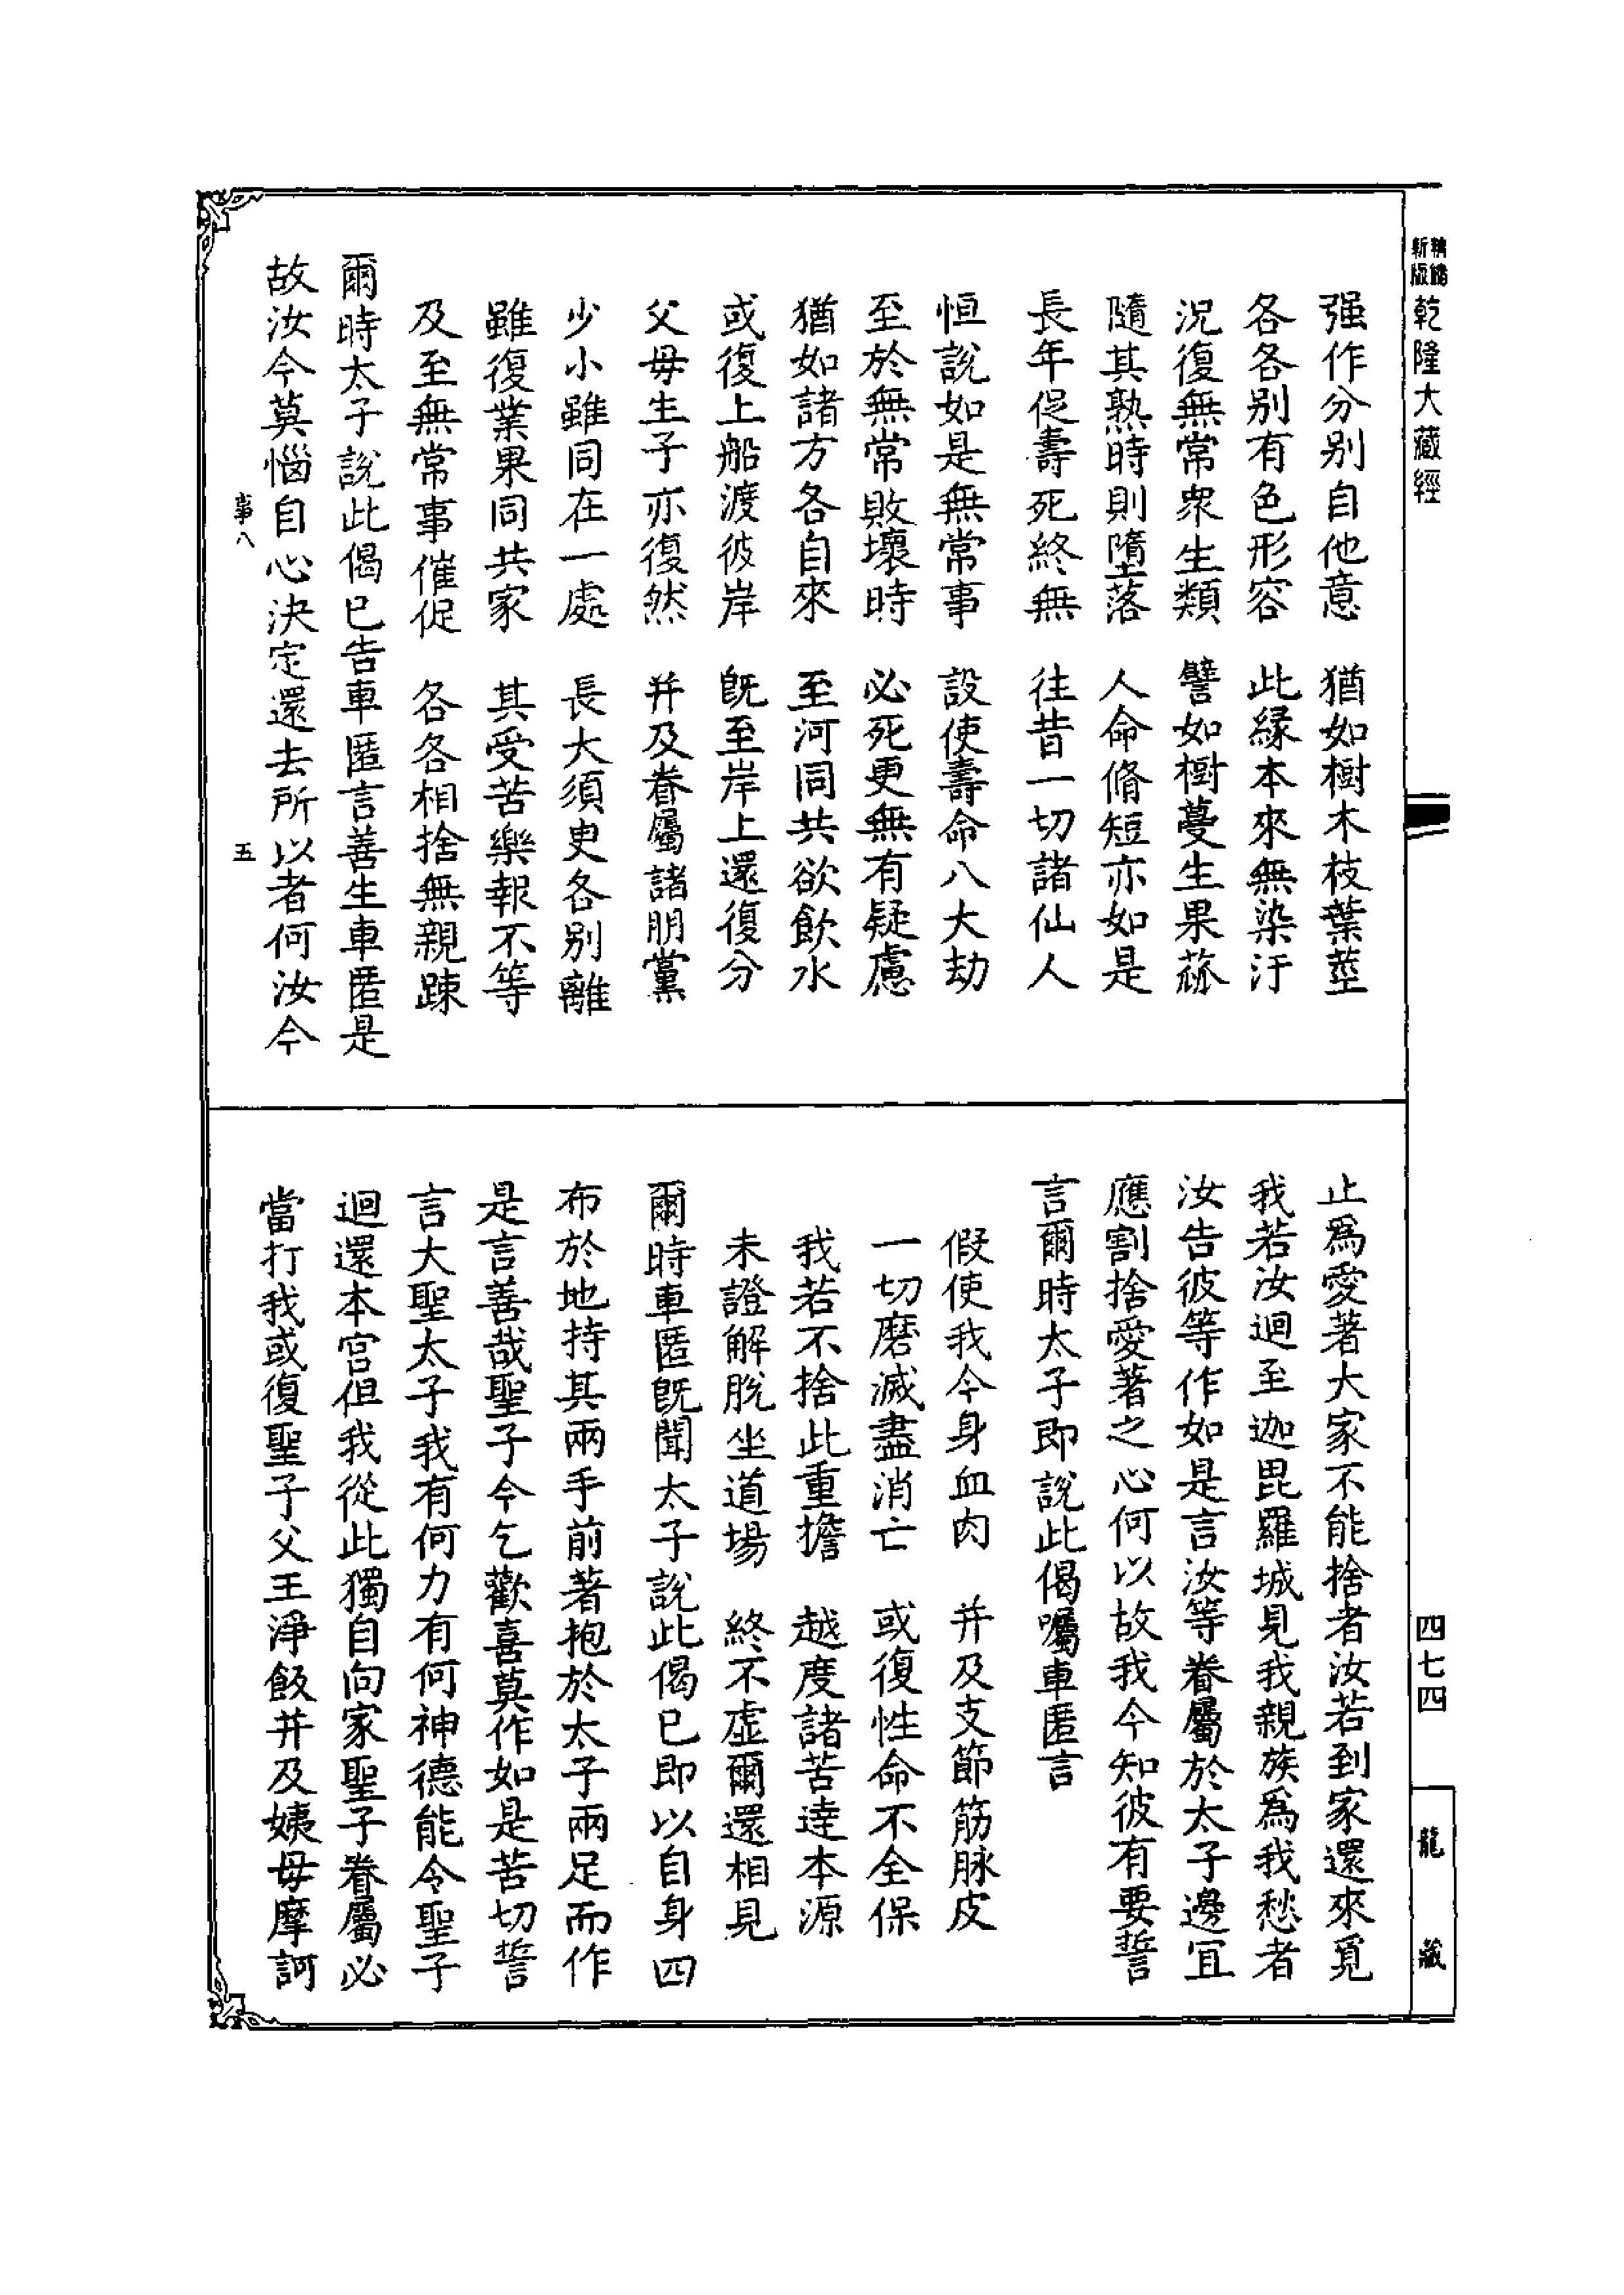 新版
乾隆大藏經
强作分别自他意　猶如樹木枝葉莖
各各别有色形容　此緣本來無染汙
況復無常衆生類　譬如樹蔓生果蓏
隨其熟時則墮落　人命脩短亦如是
長年促壽死終無　往昔一切諸仙人
恒說如是無常事　設使壽命八大劫
至於無常敗壞時　必死更無有疑慮
猶如諸方各自來　至河同共欲飲水
或復上船渡彼岸　既至岸上還復分
父母生子亦復然　并及眷屬諸朋黨
少小雖同在一處　長大須臾各别離
雖復業果同共家　其受苦樂報不等
及至無常事催促　各各相捨無親踈
爾時太子說此偈已告車匿言善生車匿是
故汝今莫惱自心決定還去所以者何汝今
事八　五
止爲愛著大家不能捨者汝若到家還來覓
我若汝迴至迦毘羅城見我親族爲我愁者
汝告彼等作如是言汝等眷屬於太子邊宜
應割捨愛著之心何以故我今知彼有要誓
言爾時太子即說此偈囑車匿言
假使我今身血肉　并及支節筋脉皮
一切磨滅盡消亡　或復性命不全保
我若不捨此重擔　越度諸苦達本源
未證解脫坐道場　終不虛爾還相見
爾時車匿既聞太子說此偈已即以自身四
布於地持其兩手前著抱於太子兩足而作
是言善哉聖子今乞歡喜莫作如是苦切誓
言大聖太子我有何力有何神德能令聖子
迴還本宫但我從此獨自向家聖子眷屬必
當打我或復聖子父王淨飯并及姨母摩訶
四七四
龍藏